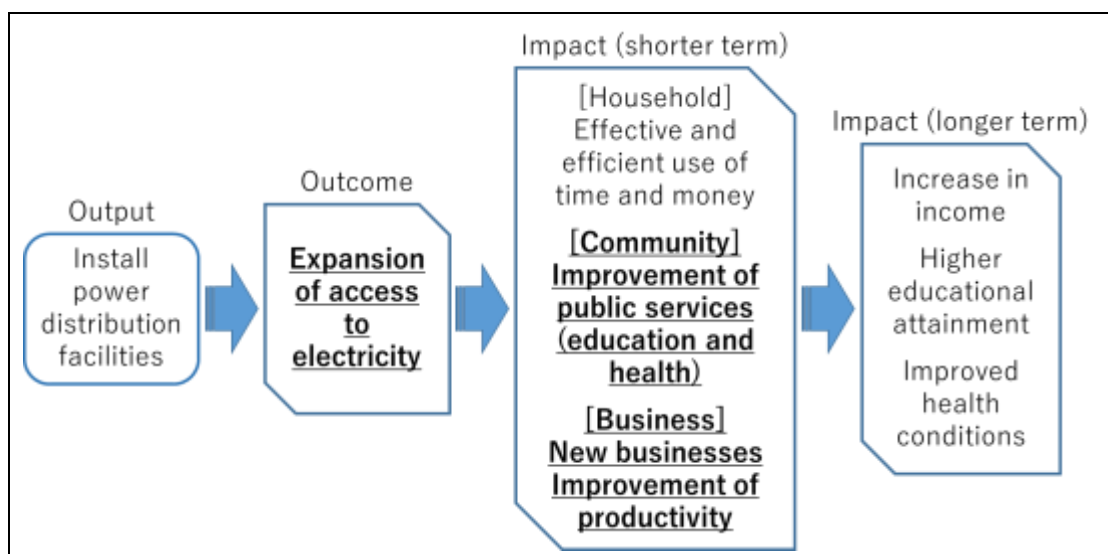 Output
Install
power
distribution
facilities
Outcome
Expansion
of access
to
electricity
Impact (shorter term)
[Household]
Effective and
efficient use of
time and money
[Community]
Improvement of
public services
(education and
health)
[Business]
New businesses
Improvement of
productivity
Impact (longer term)
Increase in
income
Higher
educational
attainment
Improved
health
conditions